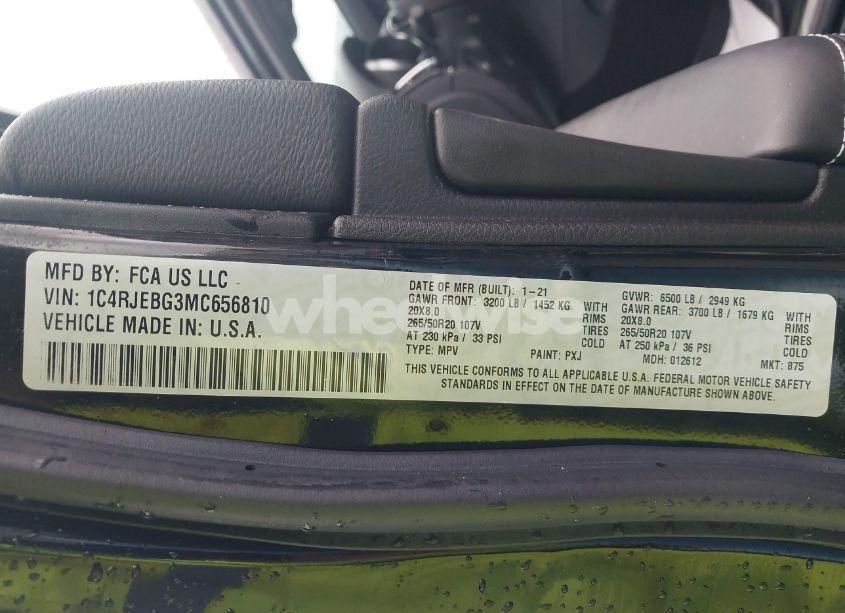 MFD BY: FCA US LLC
VIN: 1C4RJEBG3MC656810
VEHICLE MADE IN: U.S.A.
DATE OF MFR (BUILT): 1-21
GAWR FRONT: 3200 LB / 1452 KG WITH
20X8.0 RIMS
265/50R20 107V TIRES
AT 230 kPa / 33 PSI COLD
TYPE: MPV PAINT: PXJ
GVWR: 6500 LB / 2949 KG
GAWR REAR: 3700 LB / 1679 KG WITH
20X8.0 RIMS
265/50R20 107V TIRES
AT 250 kPa / 36 PSI COLD
MDH: 012612 MKT: 875
THIS VEHICLE CONFORMS TO ALL APPLICABLE U.S.A. FEDERAL MOTOR VEHICLE SAFETY
STANDARDS IN EFFECT ON THE DATE OF MANUFACTURE SHOWN ABOVE.
wheelwise